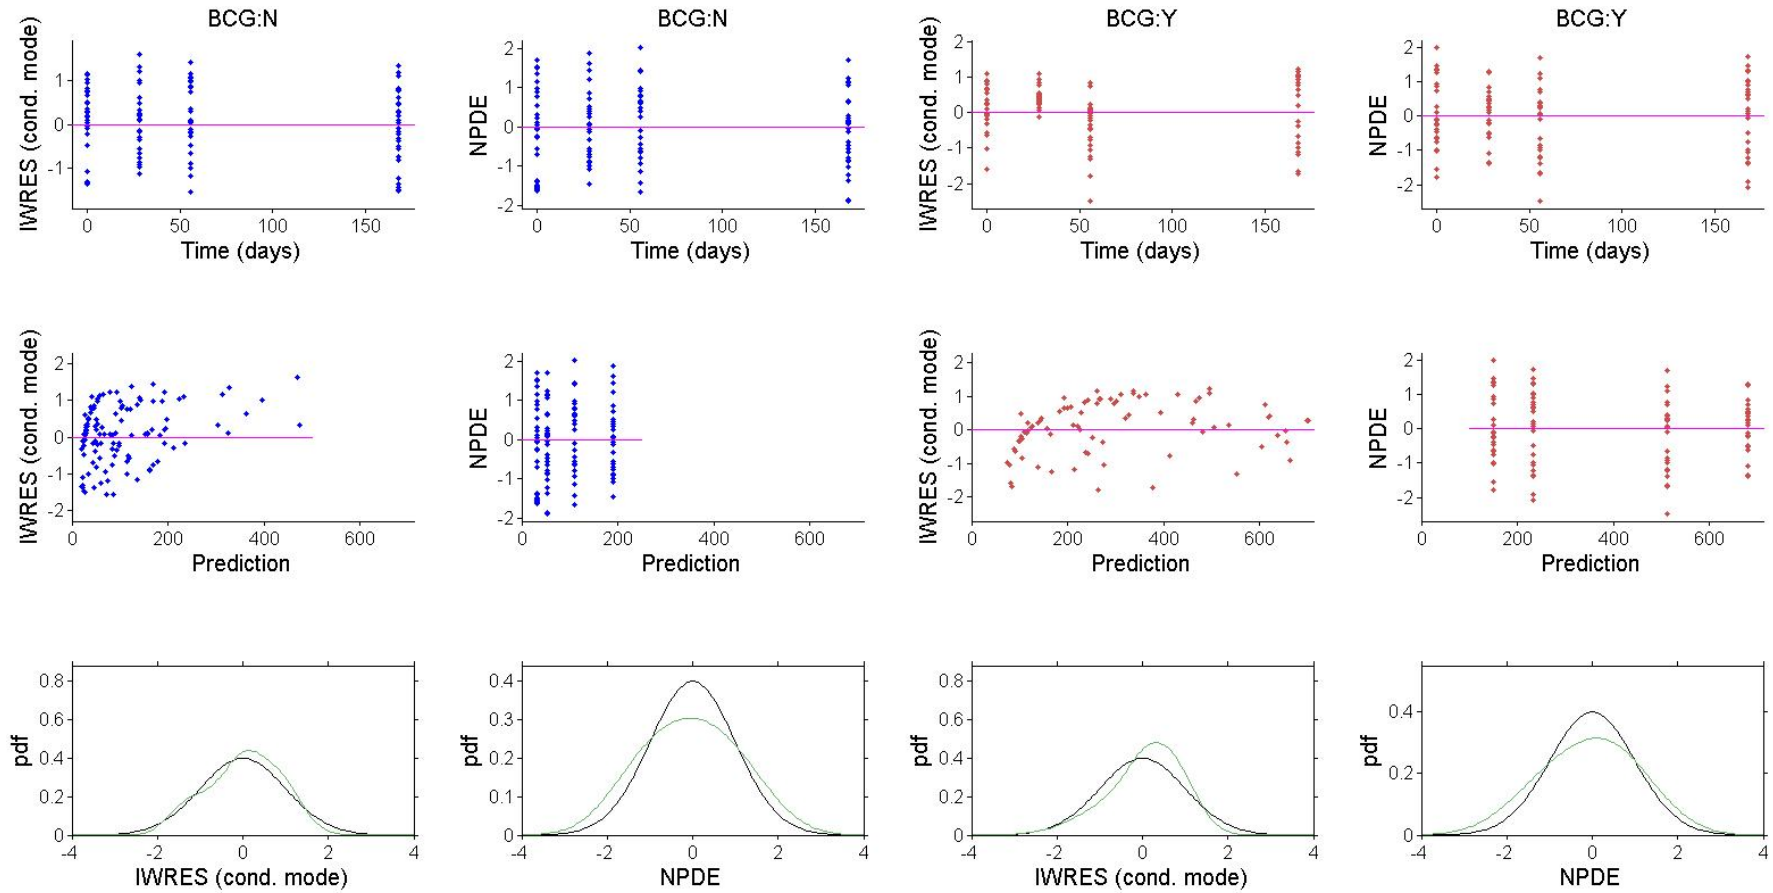 BCG:N
BCG:N
BCG:Y
BCG:Y
IWRES (cond. mode)
1
0
-1
0 50 100 150
Time (days)
NPDE
2
1
0
-1
-2
0 50 100 150
Time (days)
IWRES (cond. mode)
2
1
0
-1
-2
0 50 100 150
Time (days)
NPDE
2
1
0
-1
-2
0 50 100 150
Time (days)
IWRES (cond. mode)
2
1
0
-1
-2
0 200 400 600
Prediction
NPDE
2
1
0
-1
-2
0 200 400 600
Prediction
IWRES (cond. mode)
2
1
0
-1
-2
0 200 400 600
Prediction
NPDE
2
1
0
-1
-2
0 200 400 600
Prediction
pdf
0.8
0.6
0.4
0.2
0
-4 -2 0 2 4
IWRES (cond. mode)
pdf
0.4
0.3
0.2
0.1
0
-4 -2 0 2 4
NPDE
pdf
0.8
0.6
0.4
0.2
0
-4 -2 0 2 4
IWRES (cond. mode)
pdf
0.4
0.2
0
-4 -2 0 2 4
NPDE